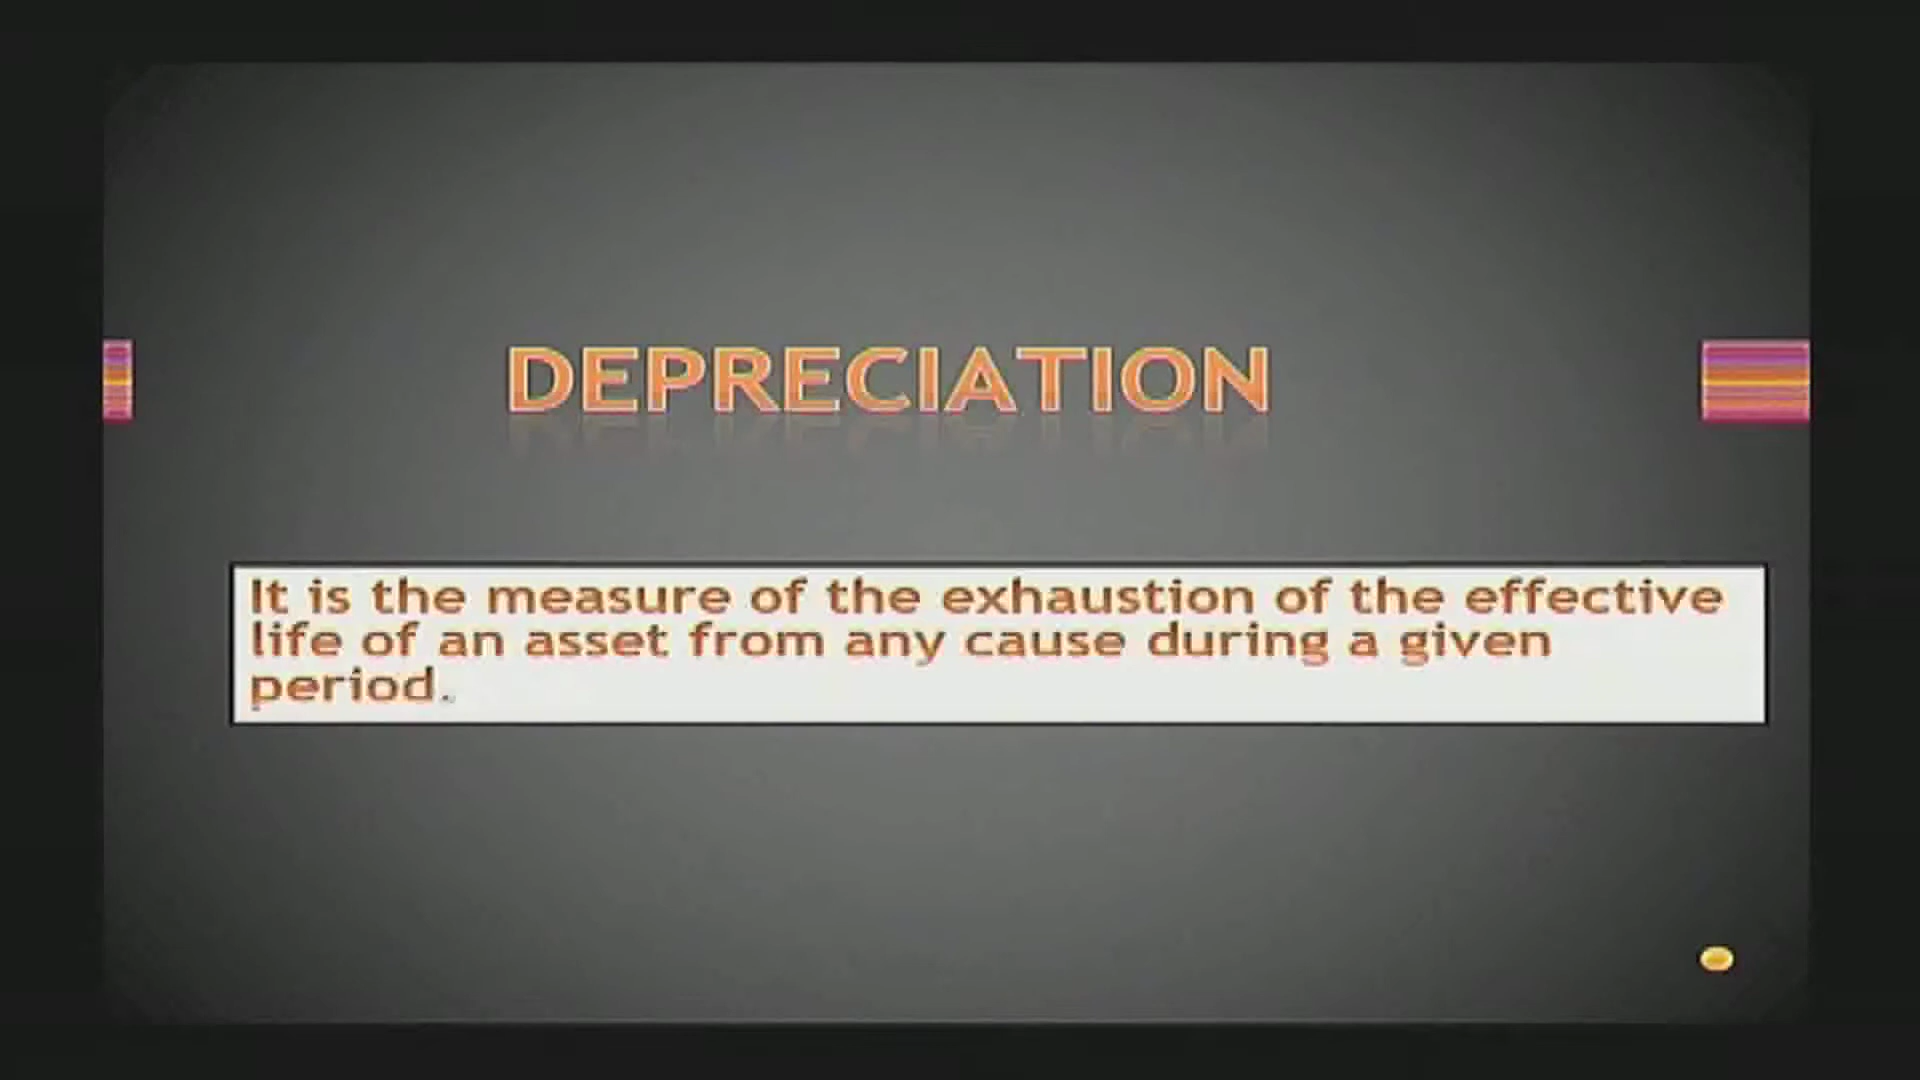 DEPRECIATION
It is the measure of the exhaustion of the effective
life of an asset from any cause during a given
period.